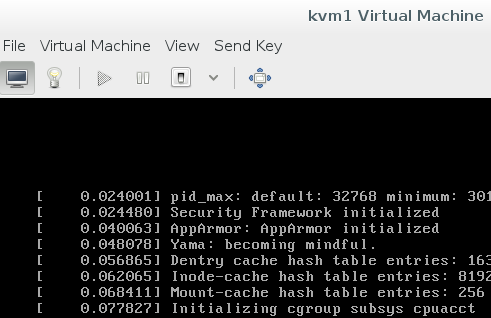 kvm1 Virtual Machine
File Virtual Machine View Send Key
[ 0.024001] pid_max: default: 32768 minimum: 301
[ 0.024480] Security Framework initialized
[ 0.040063] AppArmor: AppArmor initialized
[ 0.048078] Yama: becoming mindful.
[ 0.056865] Dentry cache hash table entries: 163
[ 0.062065] Inode-cache hash table entries: 8192
[ 0.068411] Mount-cache hash table entries: 256
[ 0.077827] Initializing cgroup subsys cpuacct